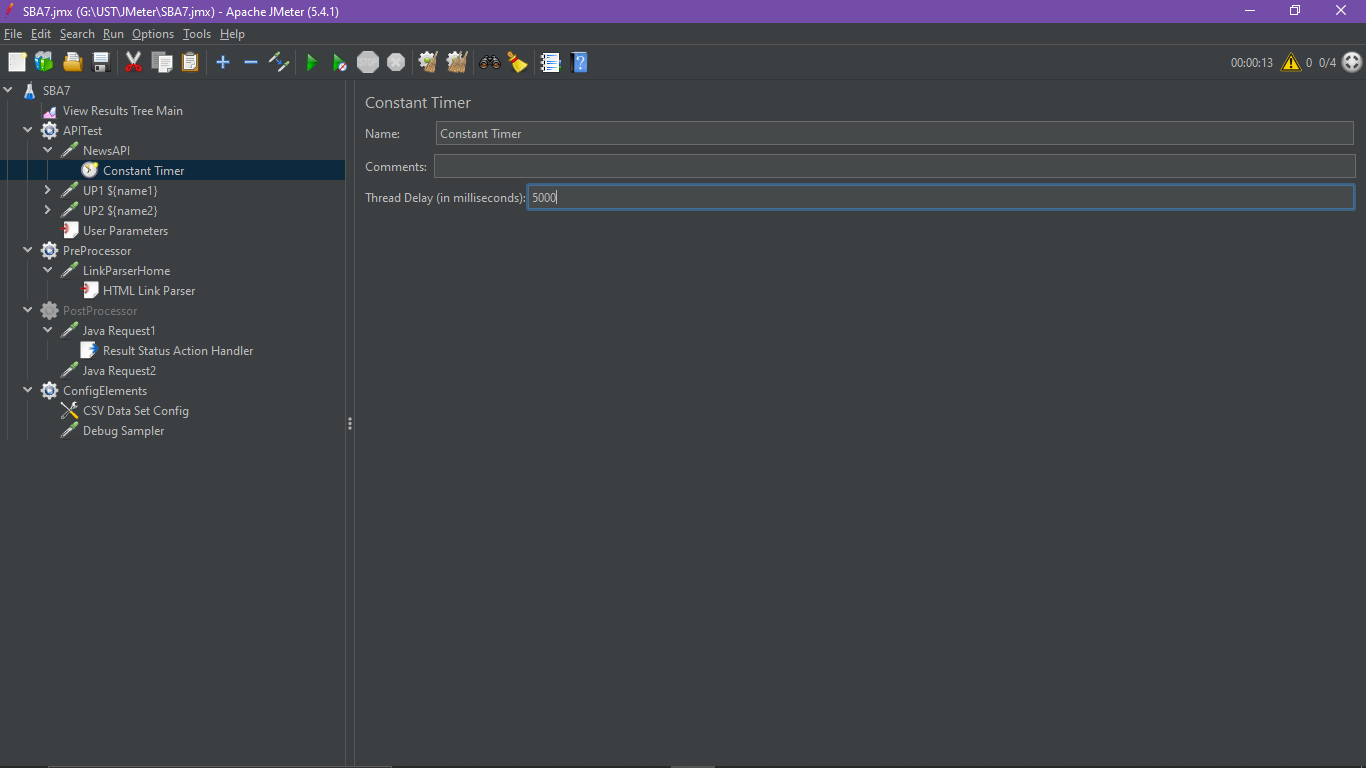 SBA7.jmx (G:\UST\JMeter\SBA7.jmx) - Apache JMeter (5.4.1)
File Edit Search Run Options Tools Help
STOP
00:00:13 0 0/4
SBA7
View Results Tree Main
APITest
NewsAPI
Constant Timer
UP1 ${name1}
UP2 ${name2}
User Parameters
PreProcessor
LinkParserHome
HTML Link Parser
PostProcessor
Java Request1
Result Status Action Handler
Java Request2
ConfigElements
CSV Data Set Config
Debug Sampler
Constant Timer
Name: Constant Timer
Comments:
Thread Delay (in milliseconds): 5000